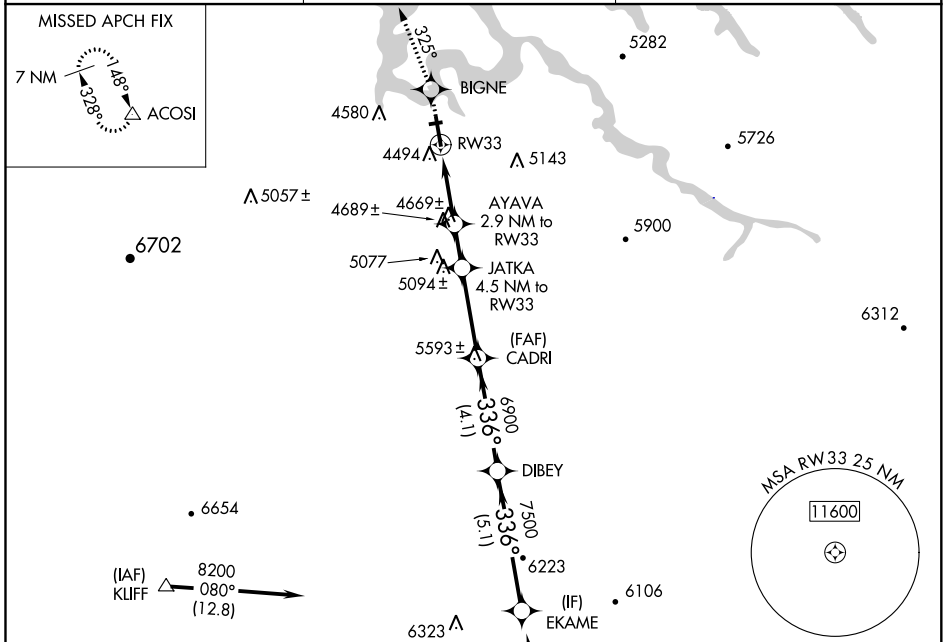 MISSED APCH FIX
7 NM
148°
328°
ACOSI
325°
BIGNE
5282
4580
RW33
4494
5143
5726
5057±
4669±
4689±
AYAVA
2.9 NM to
RW33
5900
6702
5077
5094±
JATKA
4.5 NM to
RW33
6312
5593±
(FAF)
CADRI
6900
336°
(4.1)
DIBEY
7500
336°
(5.1)
6654
6223
MSA RW33 25 NM
11600
(IAF)
KLIFF
8200
080°
(12.8)
(IF)
EKAME
6106
6323